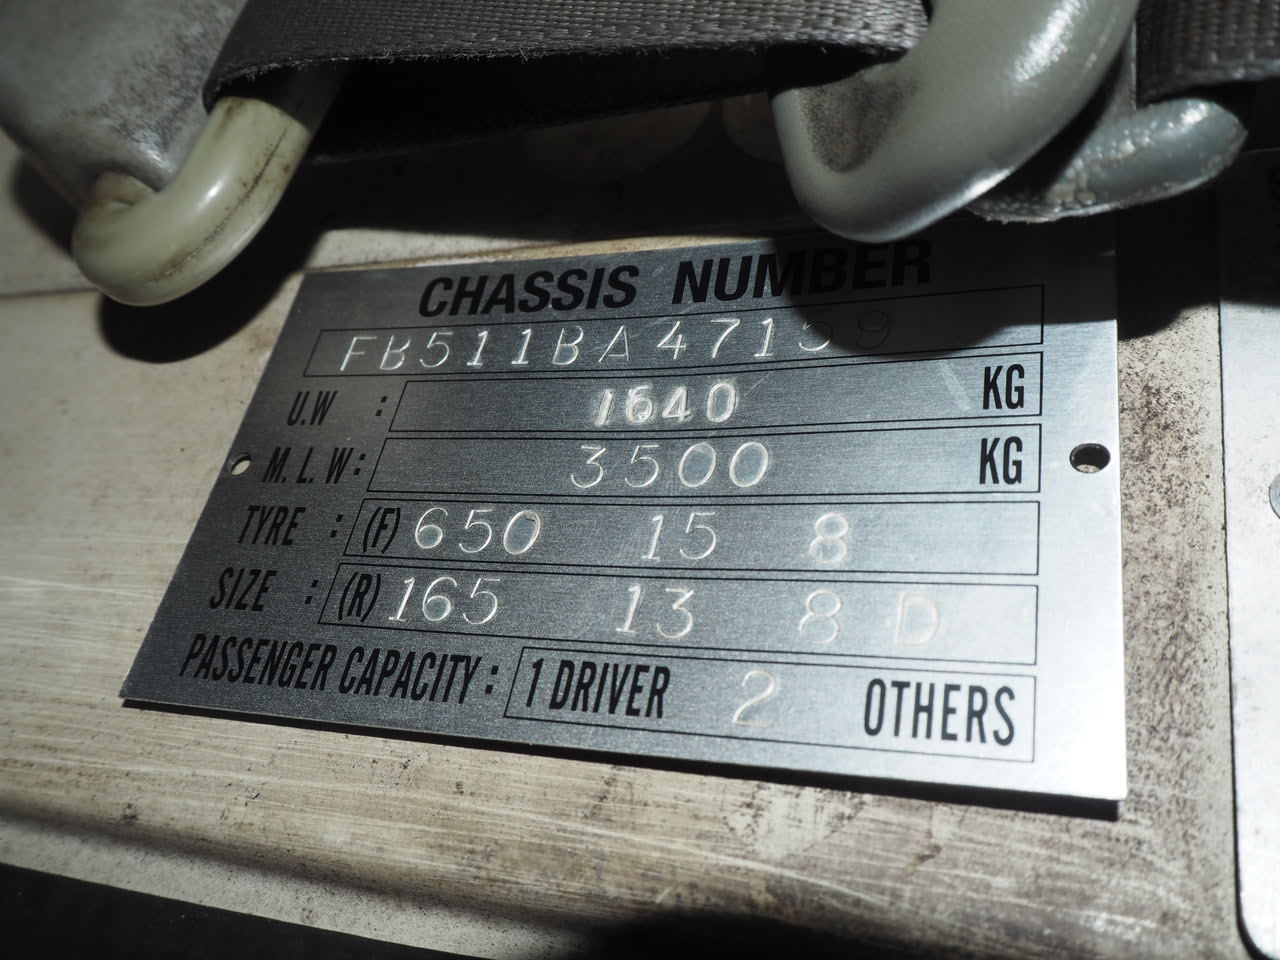 CHASSIS NUMBER
FB511BA47159
U.W : 1640 KG
M.L.W: 3500 KG
TYRE : (F) 650 15 8
SIZE : (R) 165 13 8 D
PASSENGER CAPACITY: 1 DRIVER 2 OTHERS